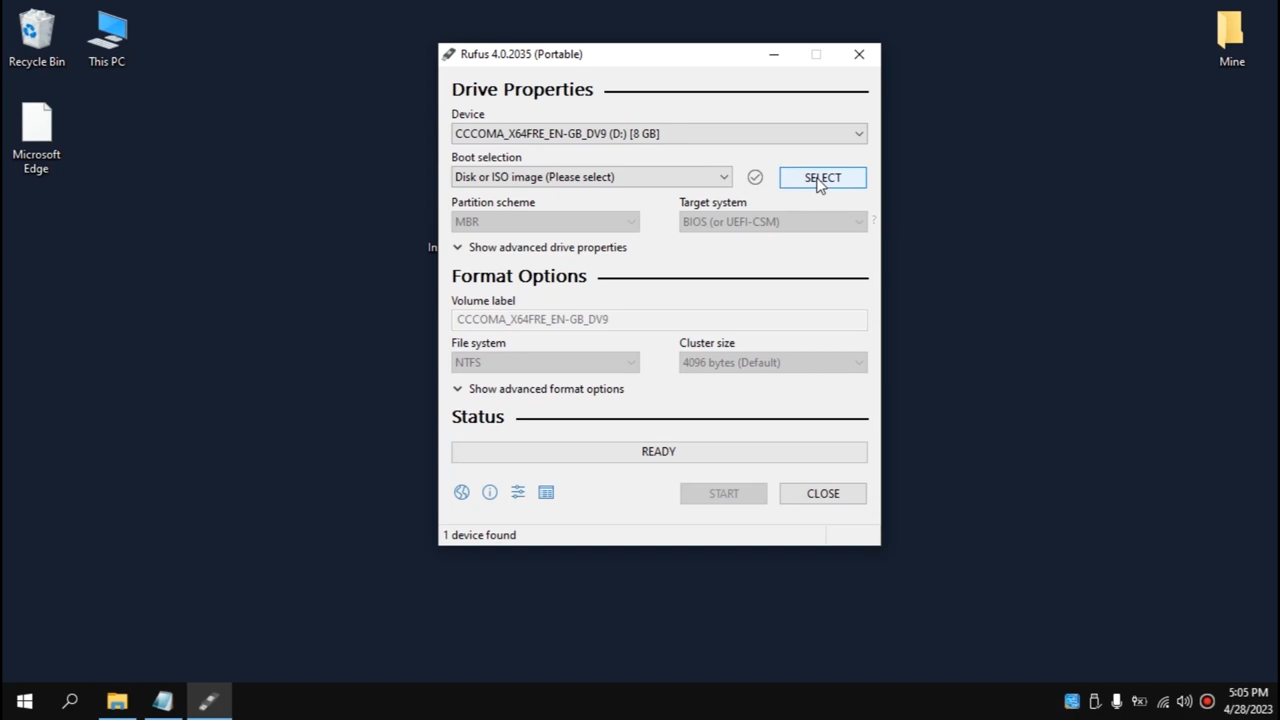 Recycle Bin
This PC
Microsoft
Edge
Mine
In
Rufus 4.0.2035 (Portable)
Drive Properties
Device
CCCOMA_X64FRE_EN-GB_DV9 (D:) [8 GB]
Boot selection
Disk or ISO image (Please select)
SELECT
Partition scheme
Target system
MBR
BIOS (or UEFI-CSM)
?
Show advanced drive properties
Format Options
Volume label
CCCOMA_X64FRE_EN-GB_DV9
File system
Cluster size
NTFS
4096 bytes (Default)
Show advanced format options
Status
READY
START
CLOSE
1 device found
5:05 PM
4/28/2023